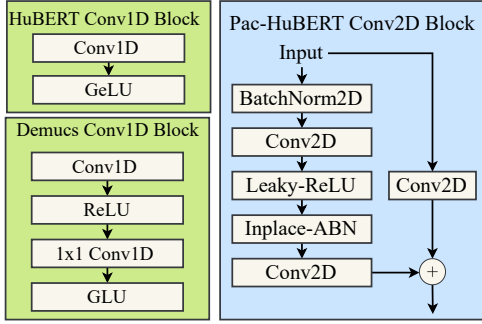 HuBERT Conv1D Block
Conv1D
GeLU
Demucs Conv1D Block
Conv1D
ReLU
1x1 Conv1D
GLU
Pac-HuBERT Conv2D Block
Input
BatchNorm2D
Conv2D
Leaky-ReLU
Conv2D
Inplace-ABN
Conv2D
+